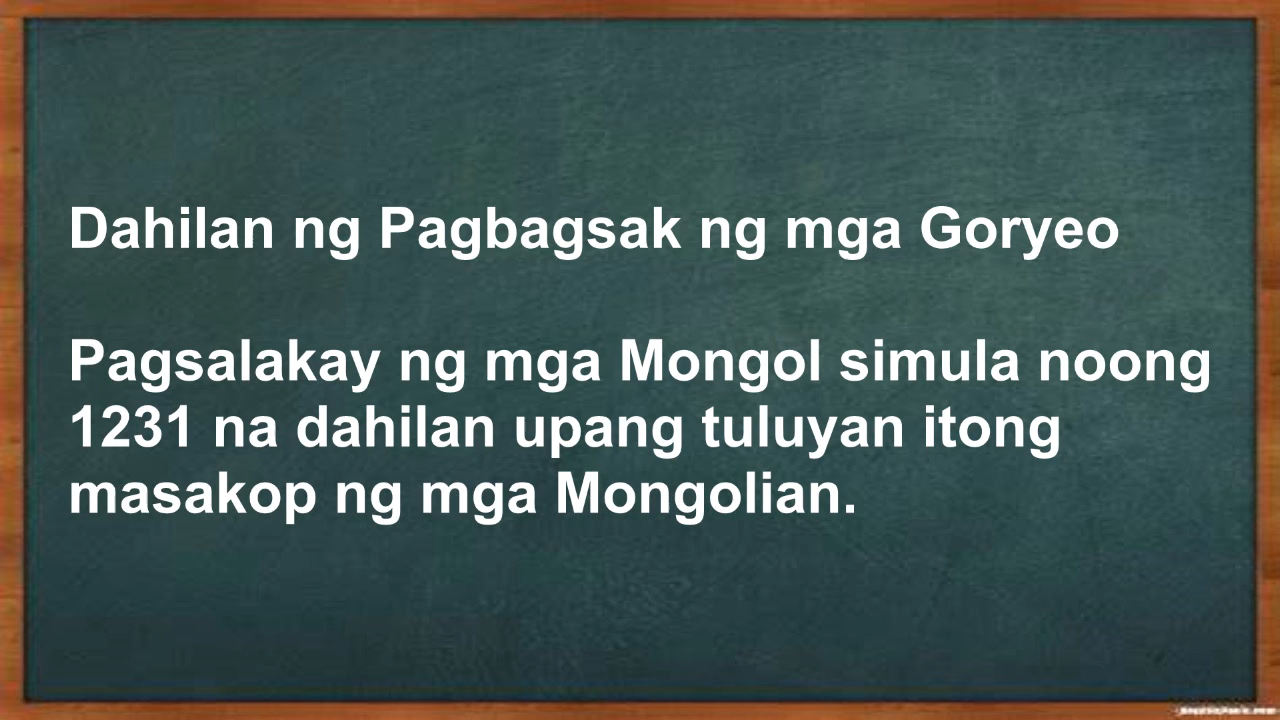 Dahilan ng Pagbagsak ng mga Goryeo
Pagsalakay ng mga Mongol simula noong
1231 na dahilan upang tuluyan itong
masakop ng mga Mongolian.